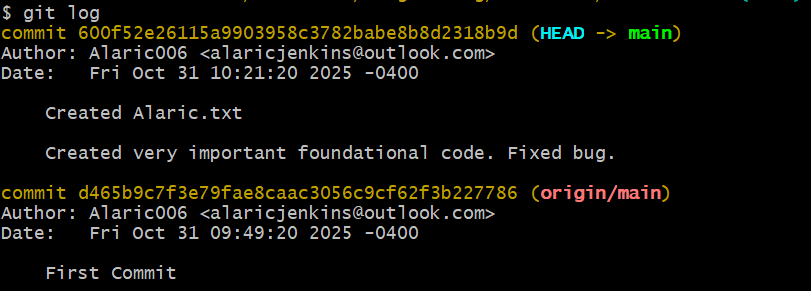 $ git log
commit 600f52e26115a9903958c3782babe8b8d2318b9d (HEAD -> main)
Author: Alaric006 <alaricjenkins@outlook.com>
Date:   Fri Oct 31 10:21:20 2025 -0400
    Created Alaric.txt
    Created very important foundational code. Fixed bug.
commit d465b9c7f3e79fae8caac3056c9cf62f3b227786 (origin/main)
Author: Alaric006 <alaricjenkins@outlook.com>
Date:   Fri Oct 31 09:49:20 2025 -0400
    First Commit